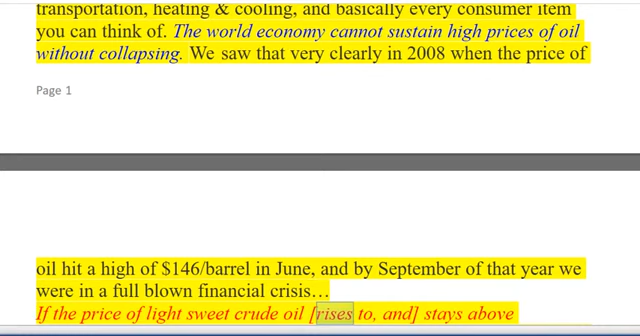 transportation, heating & cooling, and basically every consumer item
you can think of. The world economy cannot sustain high prices of oil
without collapsing. We saw that very clearly in 2008 when the price of
Page 1
oil hit a high of $146/barrel in June, and by September of that year we
were in a full blown financial crisis…
If the price of light sweet crude oil [rises to, and] stays above